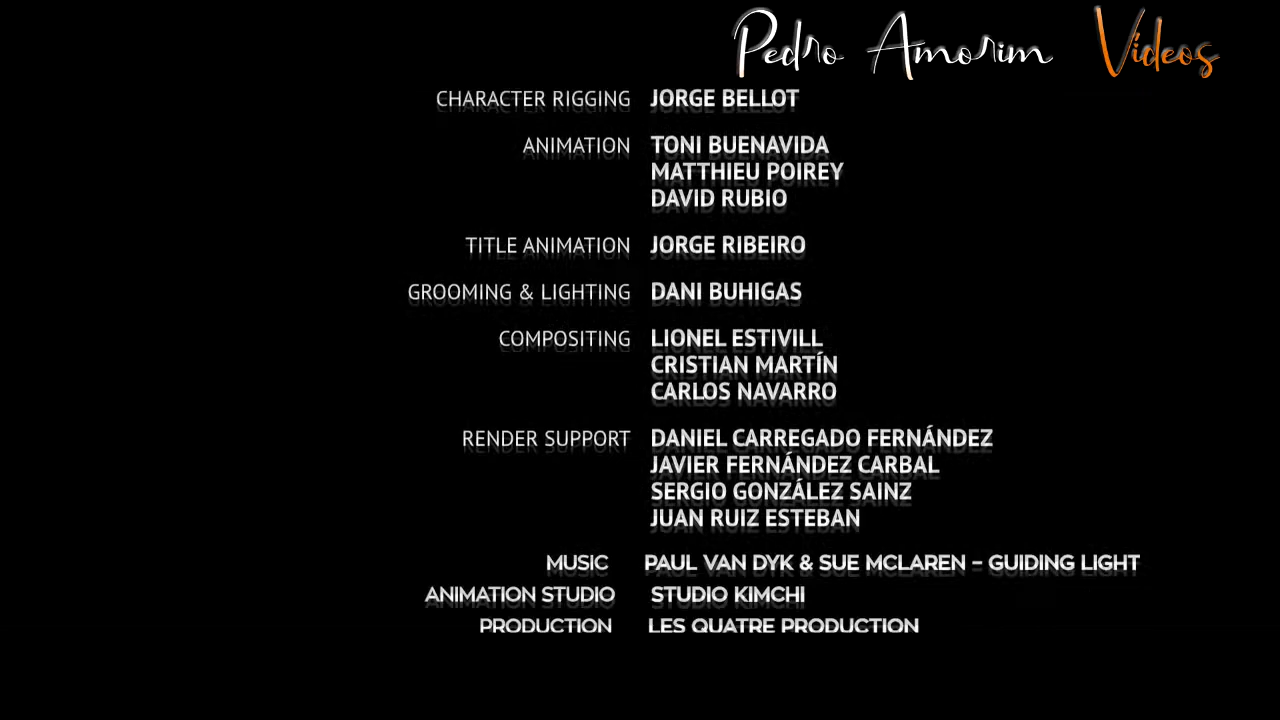 Pedro Amorim Videos
CHARACTER RIGGING JORGE BELLOT
ANIMATION TONI BUENAVIDA
MATTHIEU POIREY
DAVID RUBIO
TITLE ANIMATION JORGE RIBEIRO
GROOMING & LIGHTING DANI BUHIGAS
COMPOSITING LIONEL ESTIVILL
CRISTIAN MARTÍN
CARLOS NAVARRO
RENDER SUPPORT DANIEL CARREGADO FERNÁNDEZ
JAVIER FERNÁNDEZ CARBAL
SERGIO GONZÁLEZ SAINZ
JUAN RUIZ ESTEBAN
MUSIC PAUL VAN DYK & SUE MCLAREN – GUIDING LIGHT
ANIMATION STUDIO STUDIO KIMCHI
PRODUCTION LES QUATRE PRODUCTION